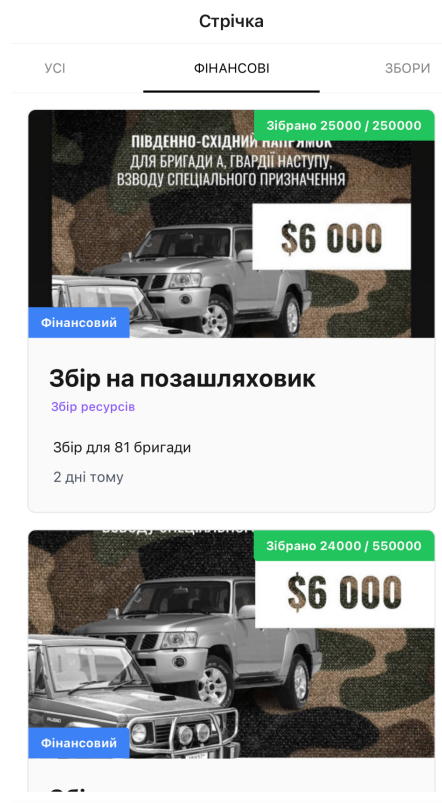 Стрічка
УСІ
ФІНАНСОВІ
ЗБОРИ
Зібрано 25000 / 250000
ПІВДЕННО-СХІДНИЙ НАПРЯМОК
ДЛЯ БРИГАДИ А, ГВАРДІЇ НАСТУПУ,
ВЗВОДУ СПЕЦІАЛЬНОГО ПРИЗНАЧЕННЯ
$6 000
Фінансовий
Збір на позашляховик
Збір ресурсів
Збір для 81 бригади
2 дні тому
Зібрано 24000 / 550000
$6 000
Фінансовий